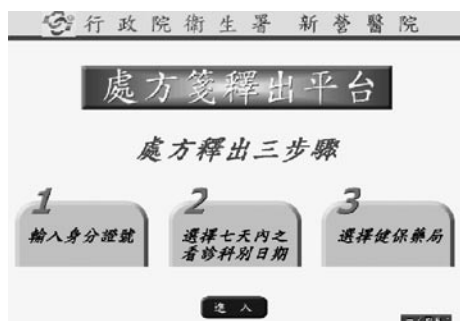 行政院衛生署 新營醫院
處方箋釋出平台
處方釋出三步驟
1
輸入身分證號
2
選擇七天內之
看診科別日期
3
選擇健保藥局
進入